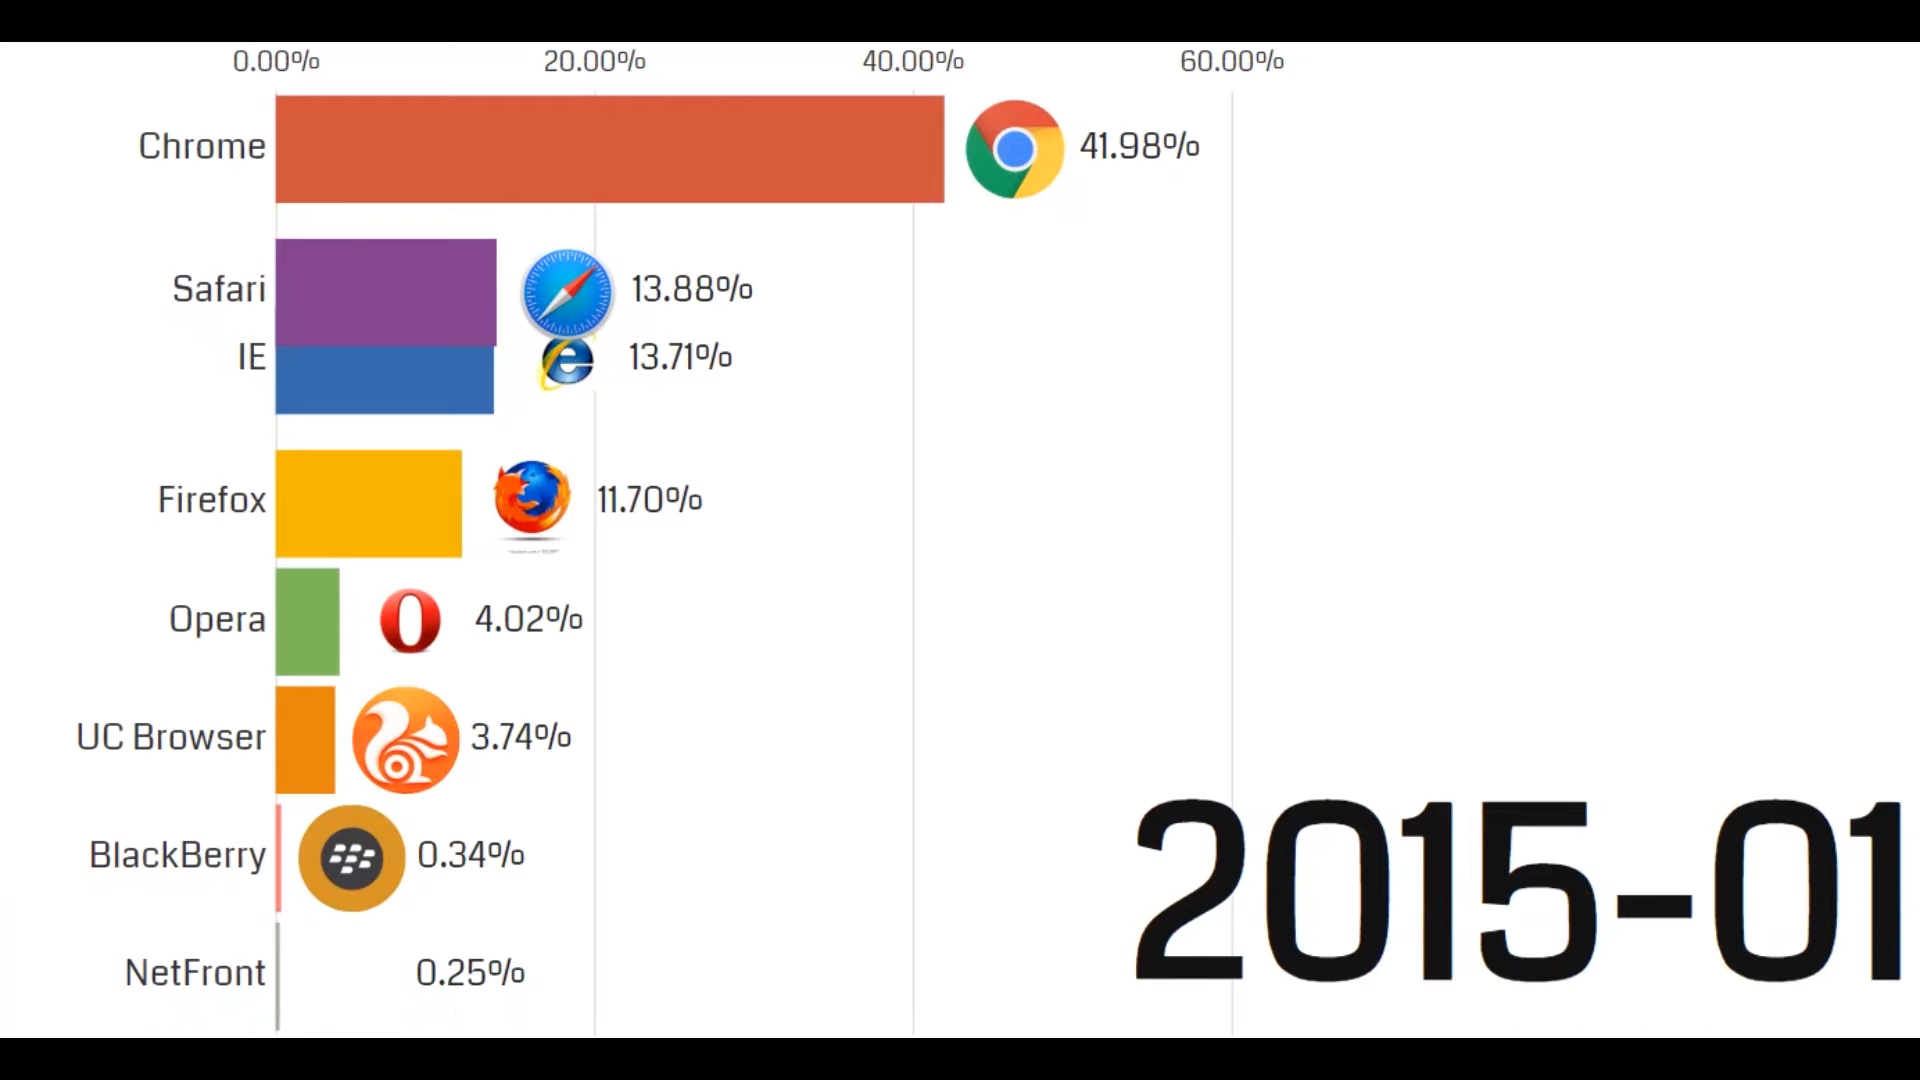 0.00% 20.00% 40.00% 60.00%
Chrome 41.98%
Safari 13.88%
IE 13.71%
Firefox 11.70%
Opera 4.02%
UC Browser 3.74%
BlackBerry 0.34%
NetFront 0.25%
2015-01